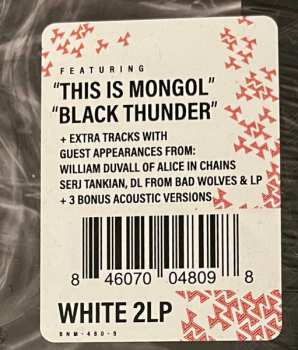 FEATURING
"THIS IS MONGOL"
"BLACK THUNDER"
+ EXTRA TRACKS WITH
GUEST APPEARANCES FROM:
WILLIAM DUVALL OF ALICE IN CHAINS
SERJ TANKIAN, DL FROM BAD WOLVES & LP
+ 3 BONUS ACOUSTIC VERSIONS
8 46070 04809 8
WHITE 2LP
BNM-480-9